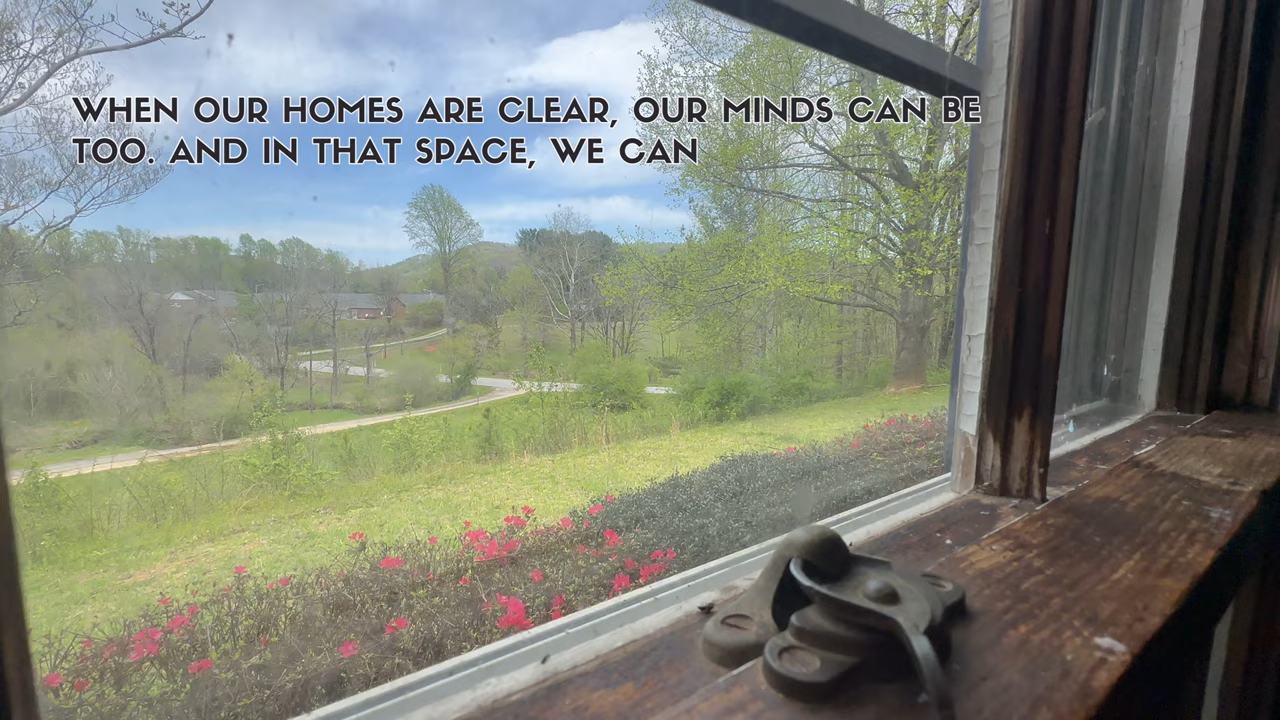 WHEN OUR HOMES ARE CLEAR, OUR MINDS CAN BE
TOO. AND IN THAT SPACE, WE CAN